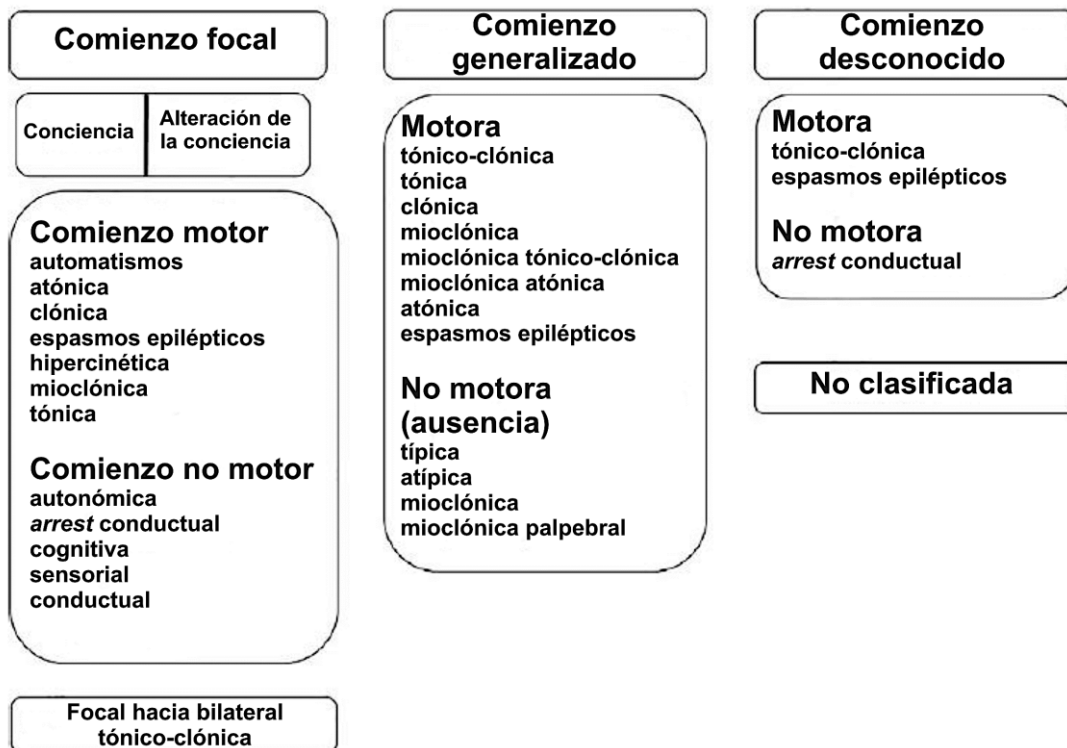 Comienzo focal
Conciencia
Alteración de
la conciencia
Comienzo motor
automatismos
atónica
clónica
espasmos epilépticos
hipercinética
mioclónica
tónica
Comienzo no motor
autonómica
arrest conductual
cognitiva
sensorial
conductual
Focal hacia bilateral
tónico-clónica
Comienzo
generalizado
Motora
tónico-clónica
tónica
clónica
mioclónica
mioclónica tónico-clónica
mioclónica atónica
atónica
espasmos epilépticos
No motora
(ausencia)
típica
atípica
mioclónica
mioclónica palpebral
Comienzo
desconocido
Motora
tónico-clónica
espasmos epilépticos
No motora
arrest conductual
No clasificada